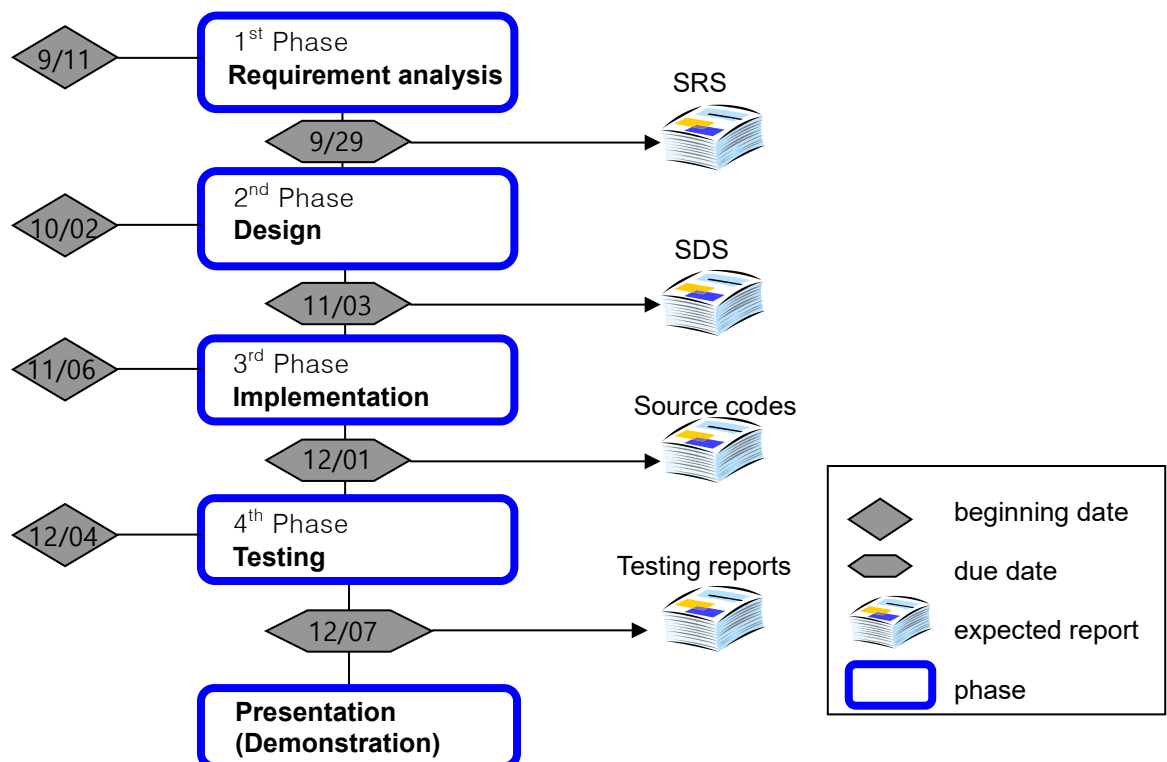 9/11
1st Phase
Requirement analysis
SRS
9/29
10/02
2nd Phase
Design
SDS
11/03
11/06
3rd Phase
Implementation
Source codes
12/01
12/04
4th Phase
Testing
Testing reports
12/07
Presentation
(Demonstration)
beginning date
due date
expected report
phase